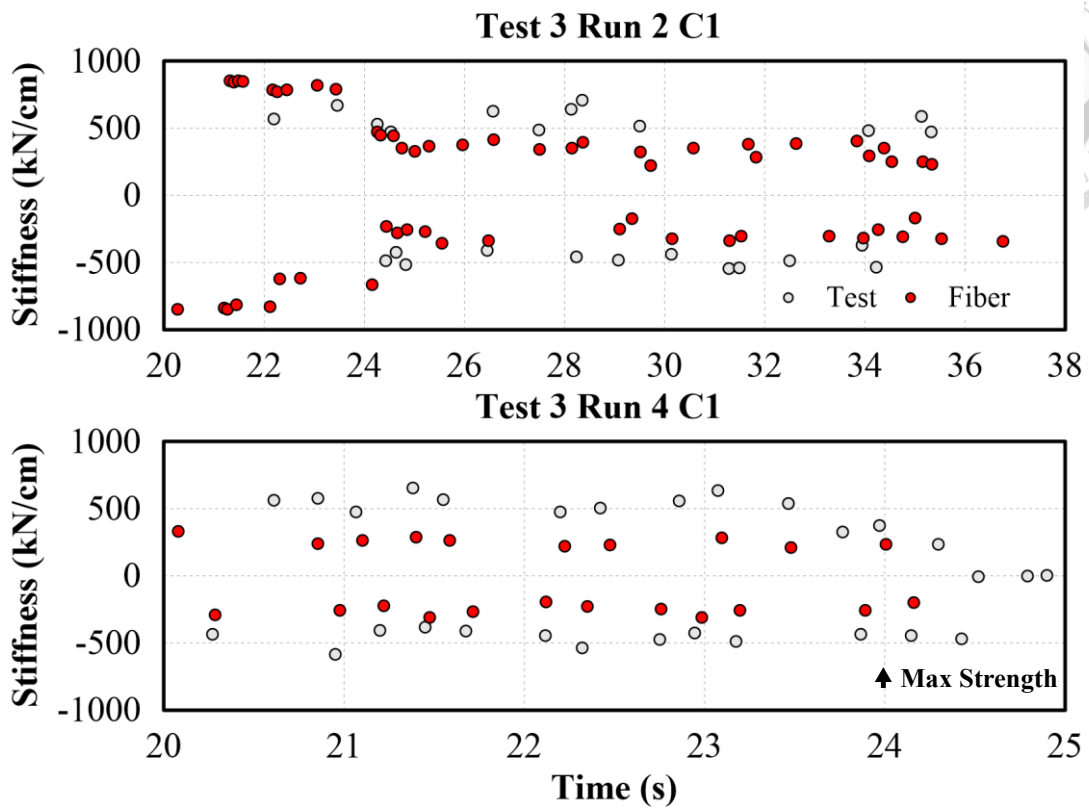 Test 3 Run 2 C1
Stiffness (kN/cm)
1000
500
0
-500
-1000
Test
Fiber
20 22 24 26 28 30 32 34 36 38
Test 3 Run 4 C1
Stiffness (kN/cm)
1000
500
0
-500
-1000
Max Strength
20 21 22 23 24 25
Time (s)